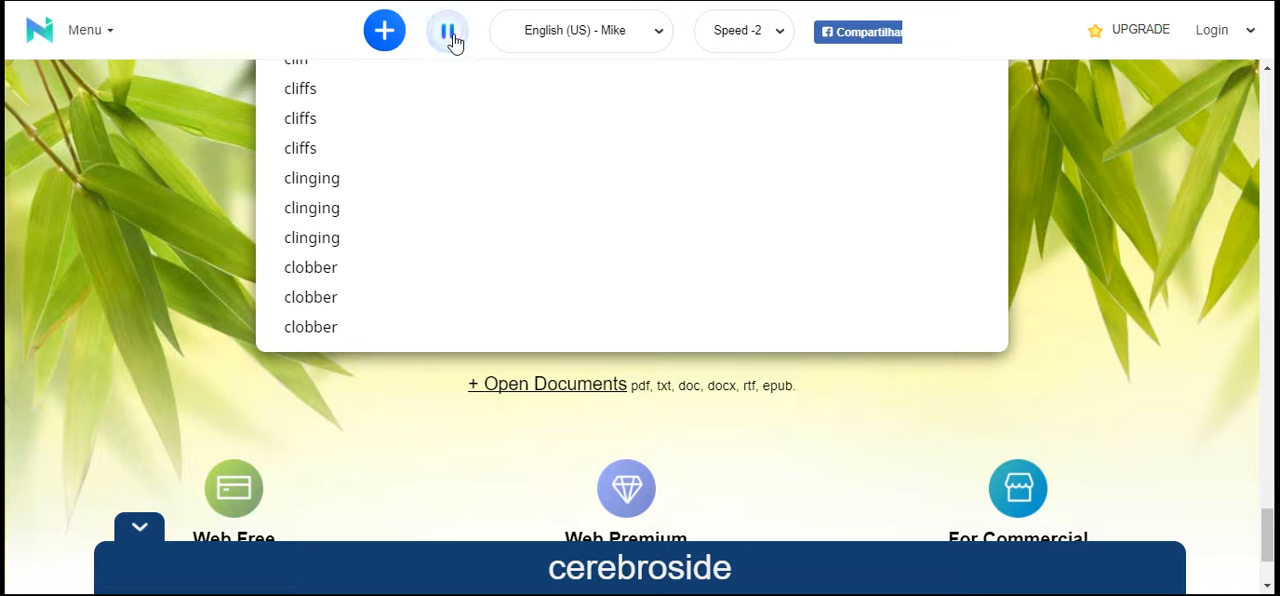 Menu
English (US) - Mike
Speed -2
Compartilhar
UPGRADE
Login
cliffs
cliffs
cliffs
clinging
clinging
clinging
clobber
clobber
clobber
+ Open Documents pdf, txt, doc, docx, rtf, epub.
Web Free
Web Premium
For Commercial
cerebroside